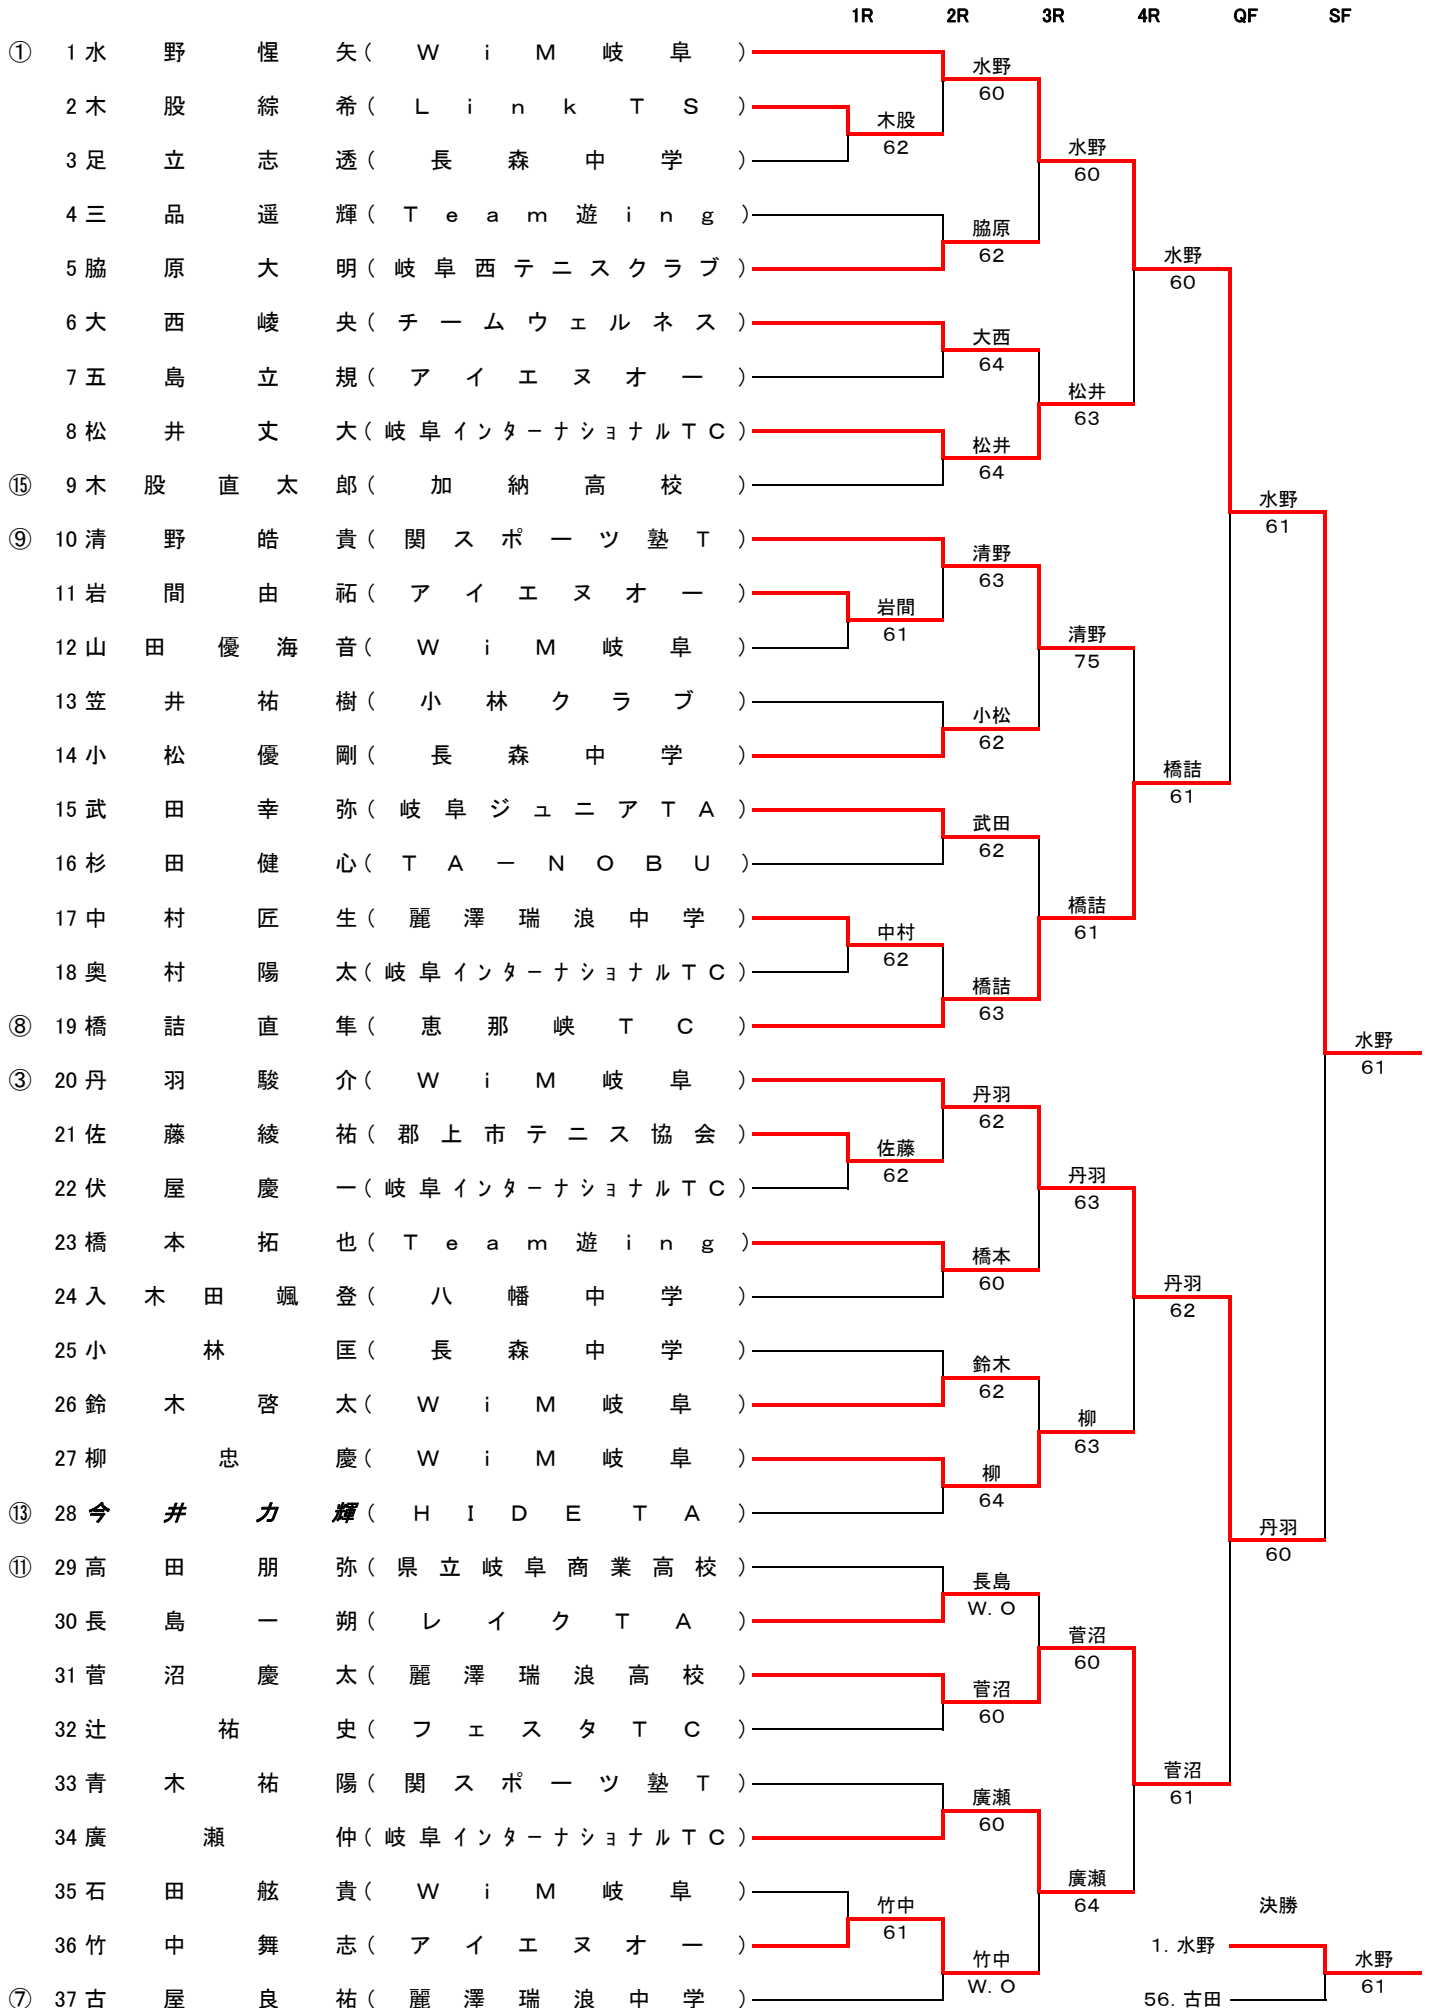 1R 2R 3R 4R QF SF
① 1 水野惺矢 ( WiM岐阜 )
水野
60
2 木股綜希 ( Link TS )
木股
62
3 足立志透 ( 長森中学 )
水野
60
4 三品遥輝 ( Team遊ing )
脇原
62
5 脇原大明 ( 岐阜西テニスクラブ )
水野
60
6 大西崚央 ( チームウェルネス )
大西
64
7 五島立規 ( アイエヌオー )
松井
63
8 松井丈大 ( 岐阜インターナショナルTC )
松井
64
⑮ 9 木股直太郎 ( 加納高校 )
水野
61
⑨ 10 清野皓貴 ( 関スポーツ塾T )
清野
63
11 岩間由祐 ( アイエヌオー )
岩間
61
12 山田優海音 ( WiM岐阜 )
清野
75
13 笠井祐樹 ( 小林クラブ )
小松
62
14 小松優剛 ( 長森中学 )
橋詰
61
15 武田幸弥 ( 岐阜ジュニアTA )
武田
62
16 杉田健心 ( TA-NOBU )
橋詰
61
17 中村匠生 ( 麗澤瑞浪中学 )
中村
62
18 奥村陽太 ( 岐阜インターナショナルTC )
橋詰
63
⑧ 19 橋詰直隼 ( 恵那峡TC )
水野
61
③ 20 丹羽駿介 ( WiM岐阜 )
丹羽
62
21 佐藤綾祐 ( 郡上市テニス協会 )
佐藤
62
22 伏屋慶一 ( 岐阜インターナショナルTC )
丹羽
63
23 橋本拓也 ( Team遊ing )
橋本
60
24 入木田颯登 ( 八幡中学 )
丹羽
62
25 小林匡 ( 長森中学 )
鈴木
62
26 鈴木啓太 ( WiM岐阜 )
柳
63
27 柳忠慶 ( WiM岐阜 )
柳
64
⑬ 28 今井力輝 ( HIDE TA )
丹羽
60
⑪ 29 高田朋弥 ( 県立岐阜商業高校 )
長島
W.O
30 長島一朔 ( レイクTA )
菅沼
60
31 菅沼慶太 ( 麗澤瑞浪高校 )
菅沼
60
32 辻祐史 ( フェスタTC )
菅沼
61
33 青木祐陽 ( 関スポーツ塾T )
廣瀬
60
34 廣瀬仲 ( 岐阜インターナショナルTC )
廣瀬
64
35 石田舷貴 ( WiM岐阜 )
竹中
61
決勝
36 竹中舞志 ( アイエヌオー )
1. 水野
竹中
W.O
水野
61
⑦ 37 古屋良祐 ( 麗澤瑞浪中学 )
56. 古田